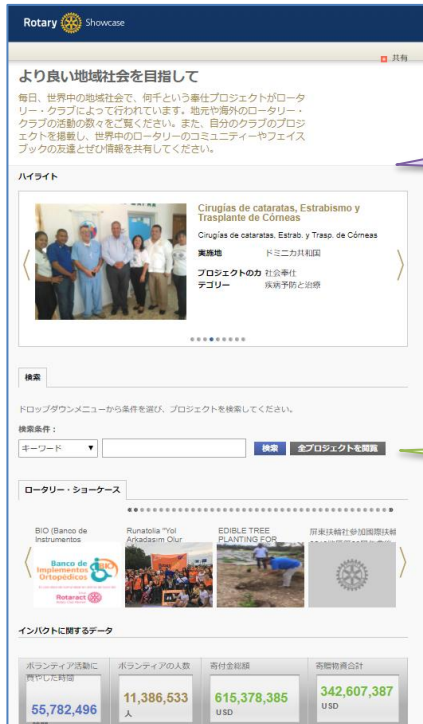 Rotary Showcase
共有
より良い地域社会を目指して
毎日、世界中の地域社会で、何千という奉仕プロジェクトがロータ
リー・クラブによって行われています。地元や海外のロータリー・
クラブの活動の数々をご覧ください。また、自分のクラブのプロジ
ェクトを掲載し、世界中のロータリーのコミュニティーやフェイス
ブックの友達とぜひ情報を共有してください。
ハイライト
Cirugías de cataratas, Estrabismo y
Trasplante de Córneas
Cirugías de cataratas, Estrab. y Trasp. de Córneas
実施地 ドミニカ共和国
プロジェクトのカ 社会奉仕
テゴリー 疾病予防と治療
検索
ドロップダウンメニューから条件を選び、プロジェクトを検索してください。
検索条件：
キーワード 検索 全プロジェクトを閲覧
ロータリー・ショーケース
BIO (Banco de
Instrumentos
Runatolia "Yol
Arkadasım Olur
EDIBLE TREE
PLANTING FOR
屏東扶輪社參加國際扶輪
Banco de
Implementos
Ortopédicos
Rotaract
インパクトに関するデータ
ボランティア活動に
費やした時間
55,782,496
ボランティアの人数
11,386,533
人
寄付金総額
615,378,385
USD
寄贈物資合計
342,607,387
USD